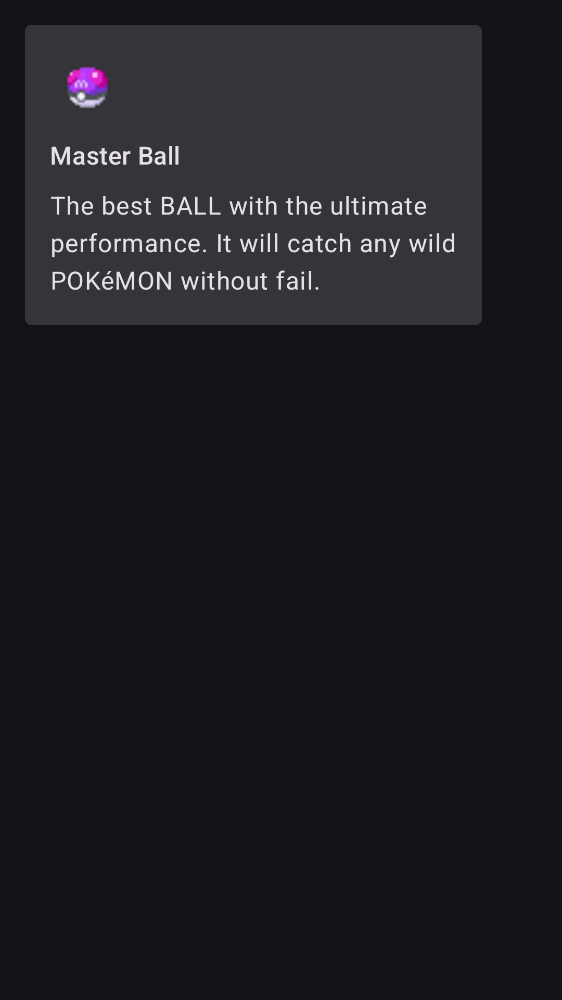 Master Ball
The best BALL with the ultimate
performance. It will catch any wild
POKéMON without fail.